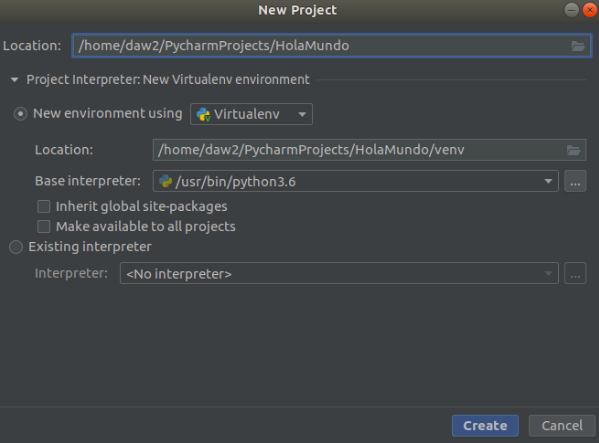 New Project
Location: /home/daw2/PycharmProjects/HolaMundo
Project Interpreter: New Virtualenv environment
New environment using Virtualenv
Location: /home/daw2/PycharmProjects/HolaMundo/venv
Base interpreter: /usr/bin/python3.6 ...
Inherit global site-packages
Make available to all projects
Existing interpreter
Interpreter: <No interpreter> ...
Create Cancel